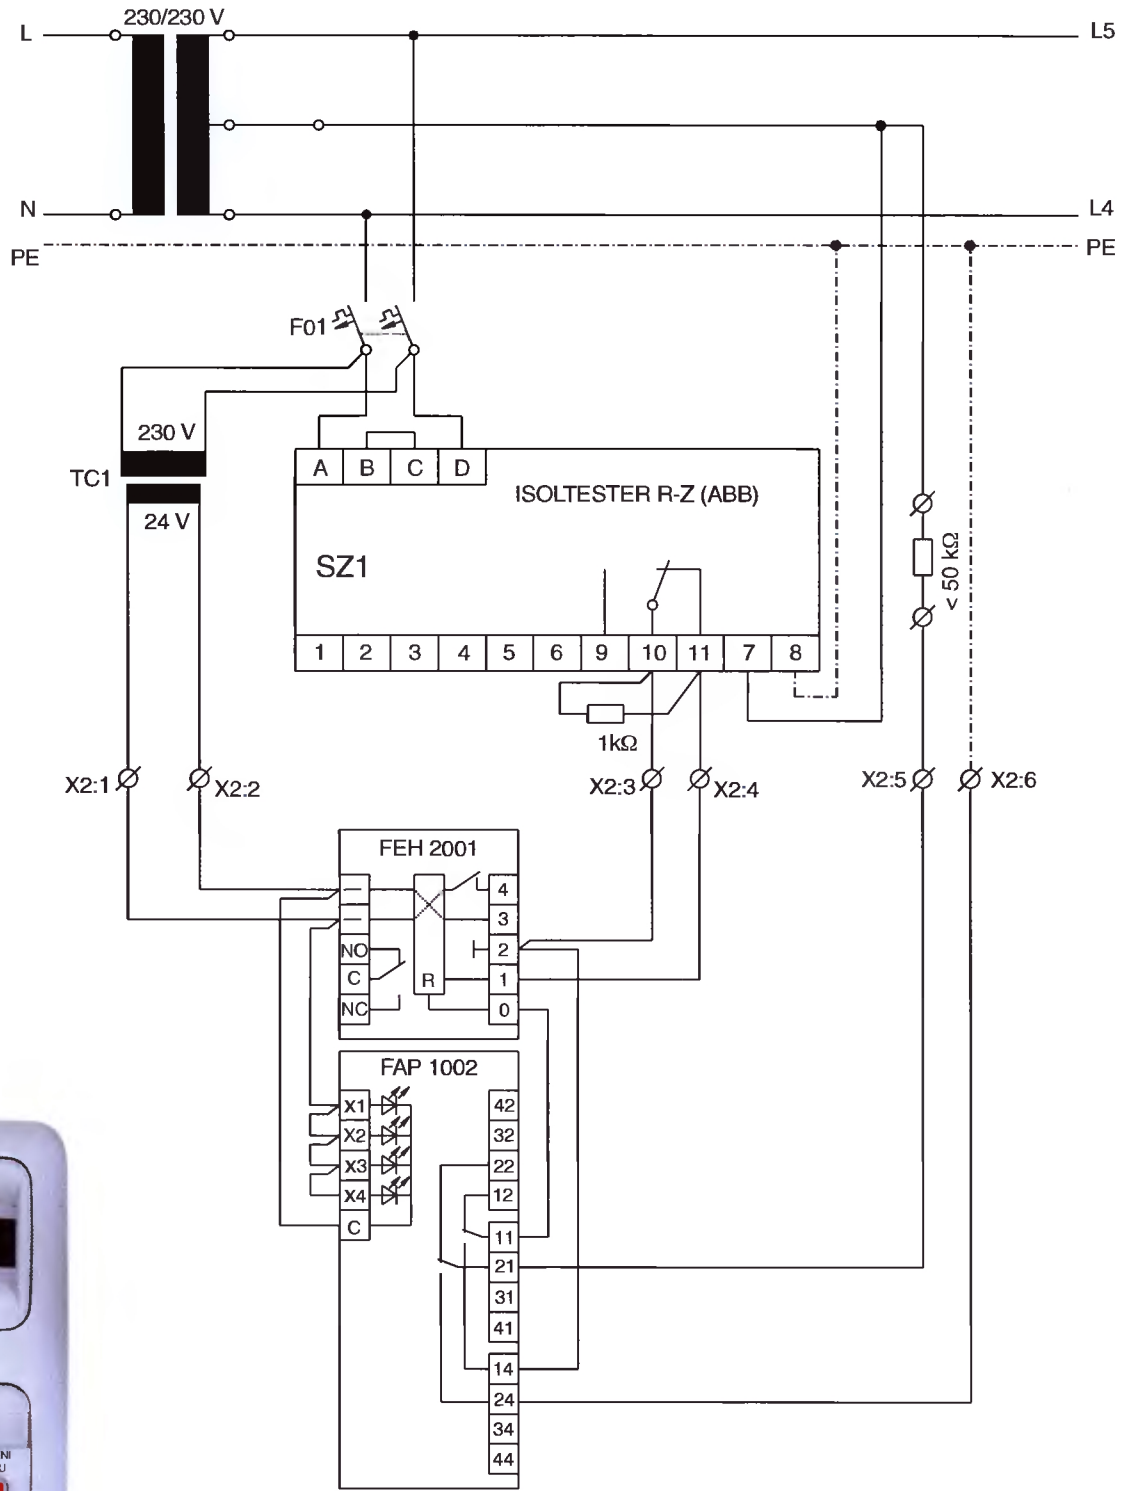 230/230 V
L
L5
N
L4
PE
PE
F01
230 V
TC1
24 V
A B C D
ISOLTESTER R-Z (ABB)
SZ1
< 50 kΩ
1 2 3 4 5 6 9 10 11 7 8
1kΩ
X2:1
X2:2
X2:3
X2:4
X2:5
X2:6
FEH 2001
4
3
NO 2
C R 1
NC 0
FAP 1002
X1 42
X2 32
X3 22
X4 12
C 11
21
31
41
14
24
34
44
NI